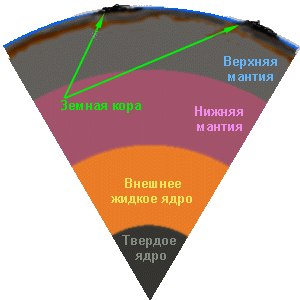 Верхняя
мантия
Земная кора
Нижняя
мантия
Внешнее
жидкое ядро
Твердое
ядро